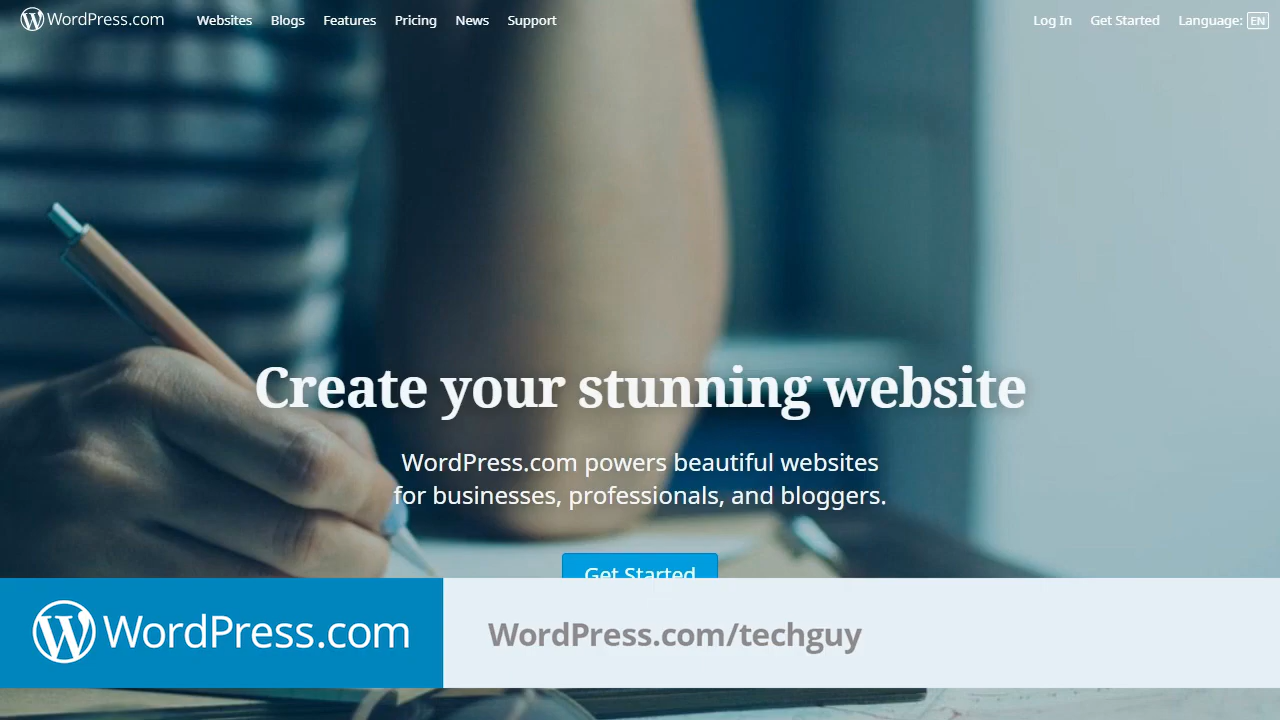 WordPress.com Websites Blogs Features Pricing News Support Log In Get Started Language: EN
Create your stunning website
WordPress.com powers beautiful websites
for businesses, professionals, and bloggers.
Get Started
WordPress.com WordPress.com/techguy